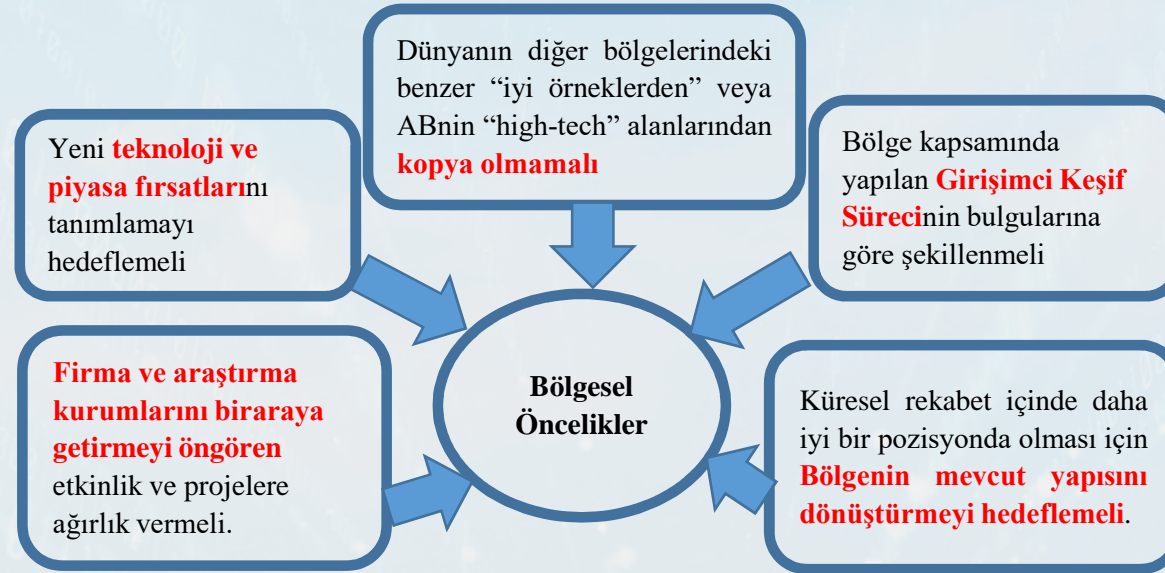 Dünyanın diğer bölgelerindeki
benzer “iyi örneklerden” veya
ABnin “high-tech” alanlarından
kopya olmamalı
Yeni teknoloji ve
piyasa fırsatlarını
tanımlamayı
hedeflemeli
Bölge kapsamında
yapılan Girişimci Keşif
Sürecinin bulgularına
göre şekillenmeli
Bölgesel
Öncelikler
Firma ve araştırma
kurumlarını biraraya
getirmeyi öngören
etkinlik ve projelere
ağırlık vermeli.
Küresel rekabet içinde daha
iyi bir pozisyonda olması için
Bölgenin mevcut yapısını
dönüştürmeyi hedeflemeli.